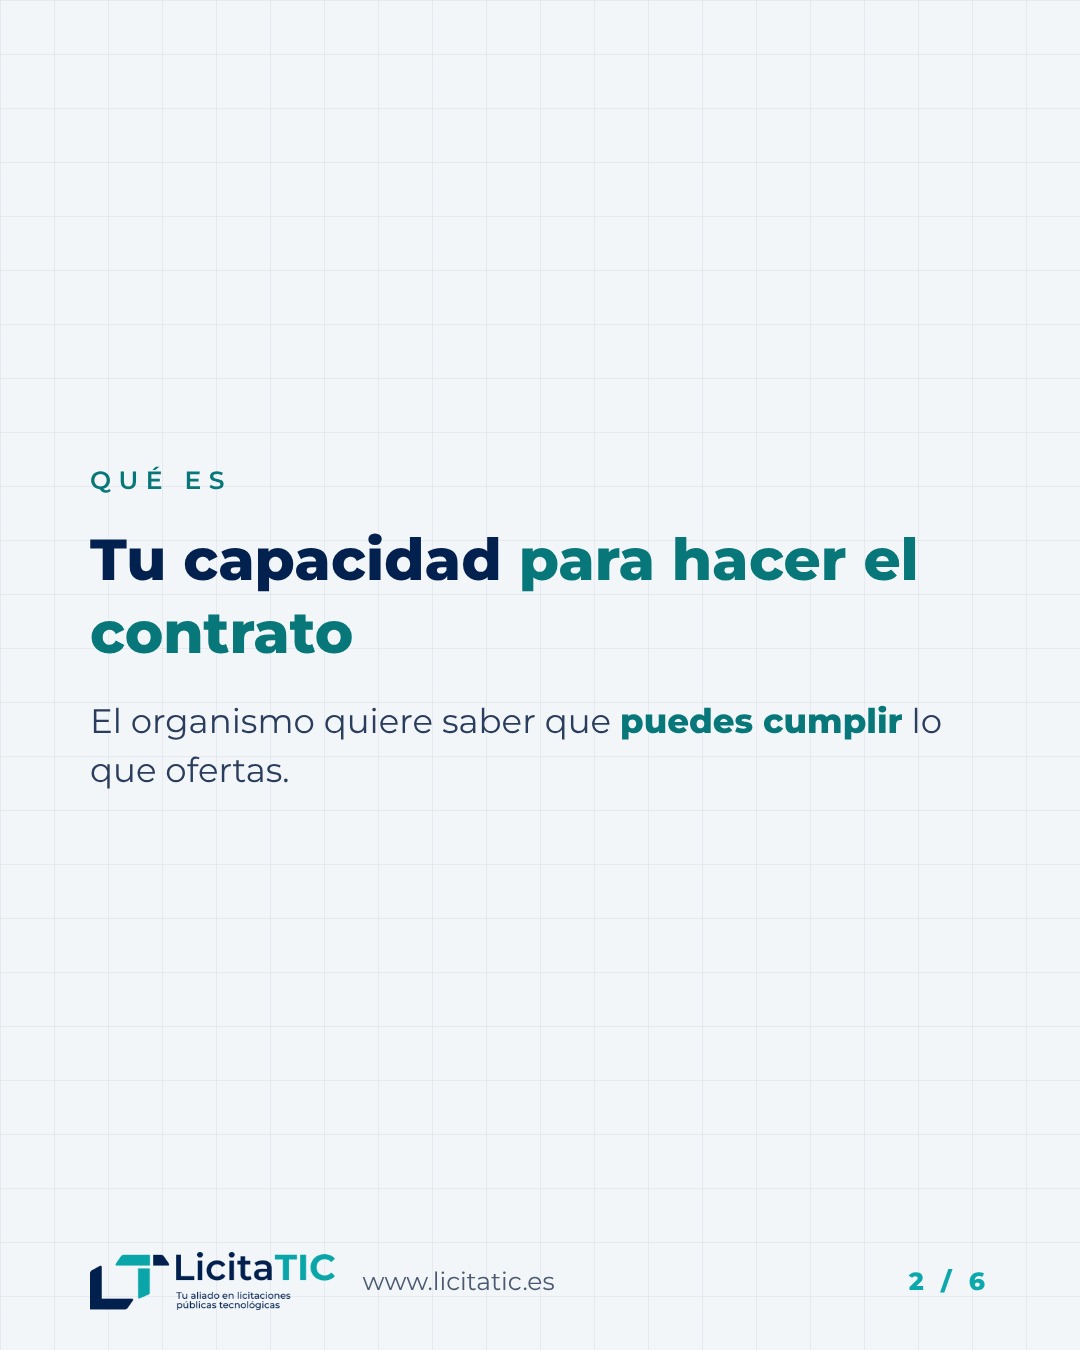 QUÉ ES
Tu capacidad para hacer el
contrato
El organismo quiere saber que puedes cumplir lo
que ofertas.
LicitaTIC
Tu aliado en licitaciones
públicas tecnológicas
www.licitatic.es
2 / 6